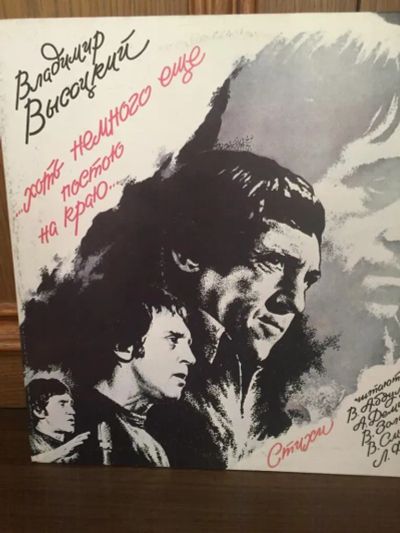 Владимир
Высоцкий
...хоть немного еще
постою
на краю...
Стихи
читают
В.
А.
В.
В.
Л.